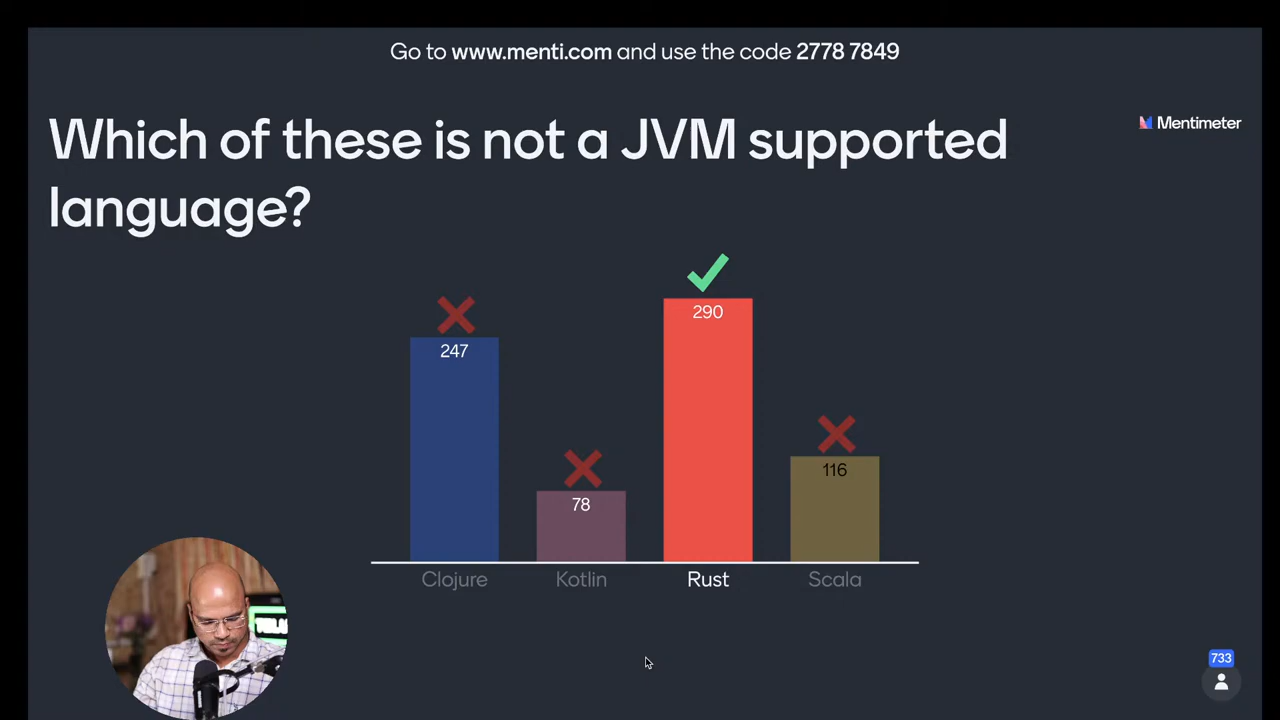 Go to www.menti.com and use the code 2778 7849
Mentimeter
Which of these is not a JVM supported
language?
290
247
116
78
Clojure
Kotlin
Rust
Scala
733